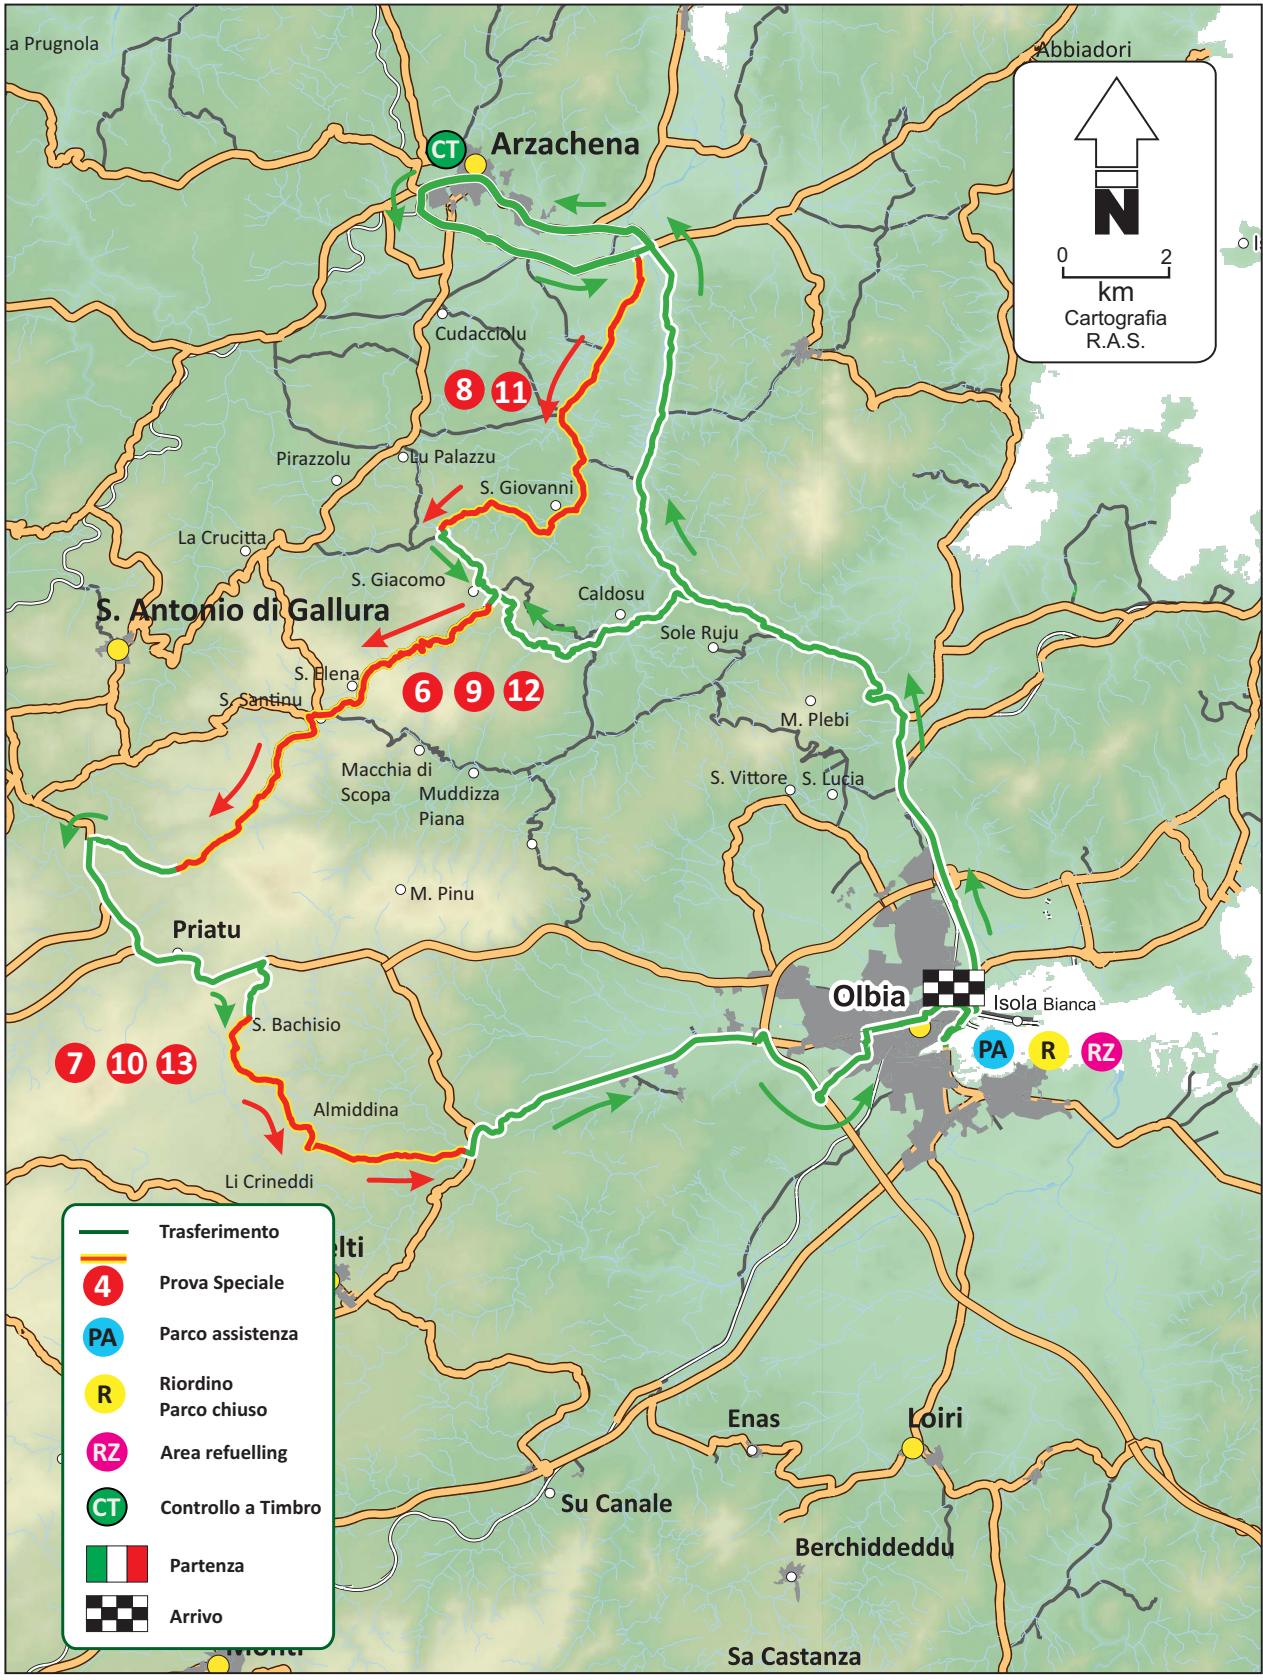 La Prugnola
Abbiadori
CT
Arzachena
N
0 2
km
Cartografia
R.A.S.
Cudacciolu
8 11
Pirazzolu
Lu Palazzu
S. Giovanni
La Crucitta
S. Giacomo
Caldosu
S. Antonio di Gallura
Sole Ruju
S. Elena
6 9 12
S. Santinu
M. Plebi
Macchia di
Scopa
Muddizza
Piana
S. Vittore
S. Lucia
M. Pinu
Priatu
Olbia
Isola Bianca
S. Bachisio
PA R RZ
7 10 13
Almiddina
Li Crineddi
elti
Trasferimento
4 Prova Speciale
PA Parco assistenza
R Riordino
Parco chiuso
RZ Area refuelling
CT Controllo a Timbro
Partenza
Arrivo
Enas
Loiri
Su Canale
Berchiddeddu
Monti
Sa Castanza